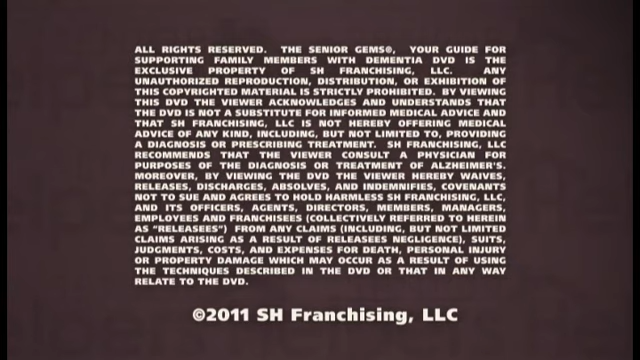 ALL RIGHTS RESERVED. THE SENIOR GEMS®, YOUR GUIDE FOR
SUPPORTING FAMILY MEMBERS WITH DEMENTIA DVD IS THE
EXCLUSIVE PROPERTY OF SH FRANCHISING, LLC. ANY
UNAUTHORIZED REPRODUCTION, DISTRIBUTION, OR EXHIBITION OF
THIS COPYRIGHTED MATERIAL IS STRICTLY PROHIBITED. BY VIEWING
THIS DVD THE VIEWER ACKNOWLEDGES AND UNDERSTANDS THAT
THE DVD IS NOT A SUBSTITUTE FOR INFORMED MEDICAL ADVICE AND
THAT SH FRANCHISING, LLC IS NOT HEREBY OFFERING MEDICAL
ADVICE OF ANY KIND, INCLUDING, BUT NOT LIMITED TO, PROVIDING
A DIAGNOSIS OR PRESCRIBING TREATMENT. SH FRANCHISING, LLC
RECOMMENDS THAT THE VIEWER CONSULT A PHYSICIAN FOR
PURPOSES OF THE DIAGNOSIS OR TREATMENT OF ALZHEIMER'S.
MOREOVER, BY VIEWING THE DVD THE VIEWER HEREBY WAIVES,
RELEASES, DISCHARGES, ABSOLVES, AND INDEMNIFIES, COVENANTS
NOT TO SUE AND AGREES TO HOLD HARMLESS SH FRANCHISING, LLC,
AND ITS OFFICERS, AGENTS, DIRECTORS, MEMBERS, MANAGERS,
EMPLOYEES AND FRANCHISEES (COLLECTIVELY REFERRED TO HEREIN
AS "RELEASEES") FROM ANY CLAIMS (INCLUDING, BUT NOT LIMITED
CLAIMS ARISING AS A RESULT OF RELEASEES NEGLIGENCE), SUITS,
JUDGMENTS, COSTS, AND EXPENSES FOR DEATH, PERSONAL INJURY
OR PROPERTY DAMAGE WHICH MAY OCCUR AS A RESULT OF USING
THE TECHNIQUES DESCRIBED IN THE DVD OR THAT IN ANY WAY
RELATE TO THE DVD.
©2011 SH Franchising, LLC